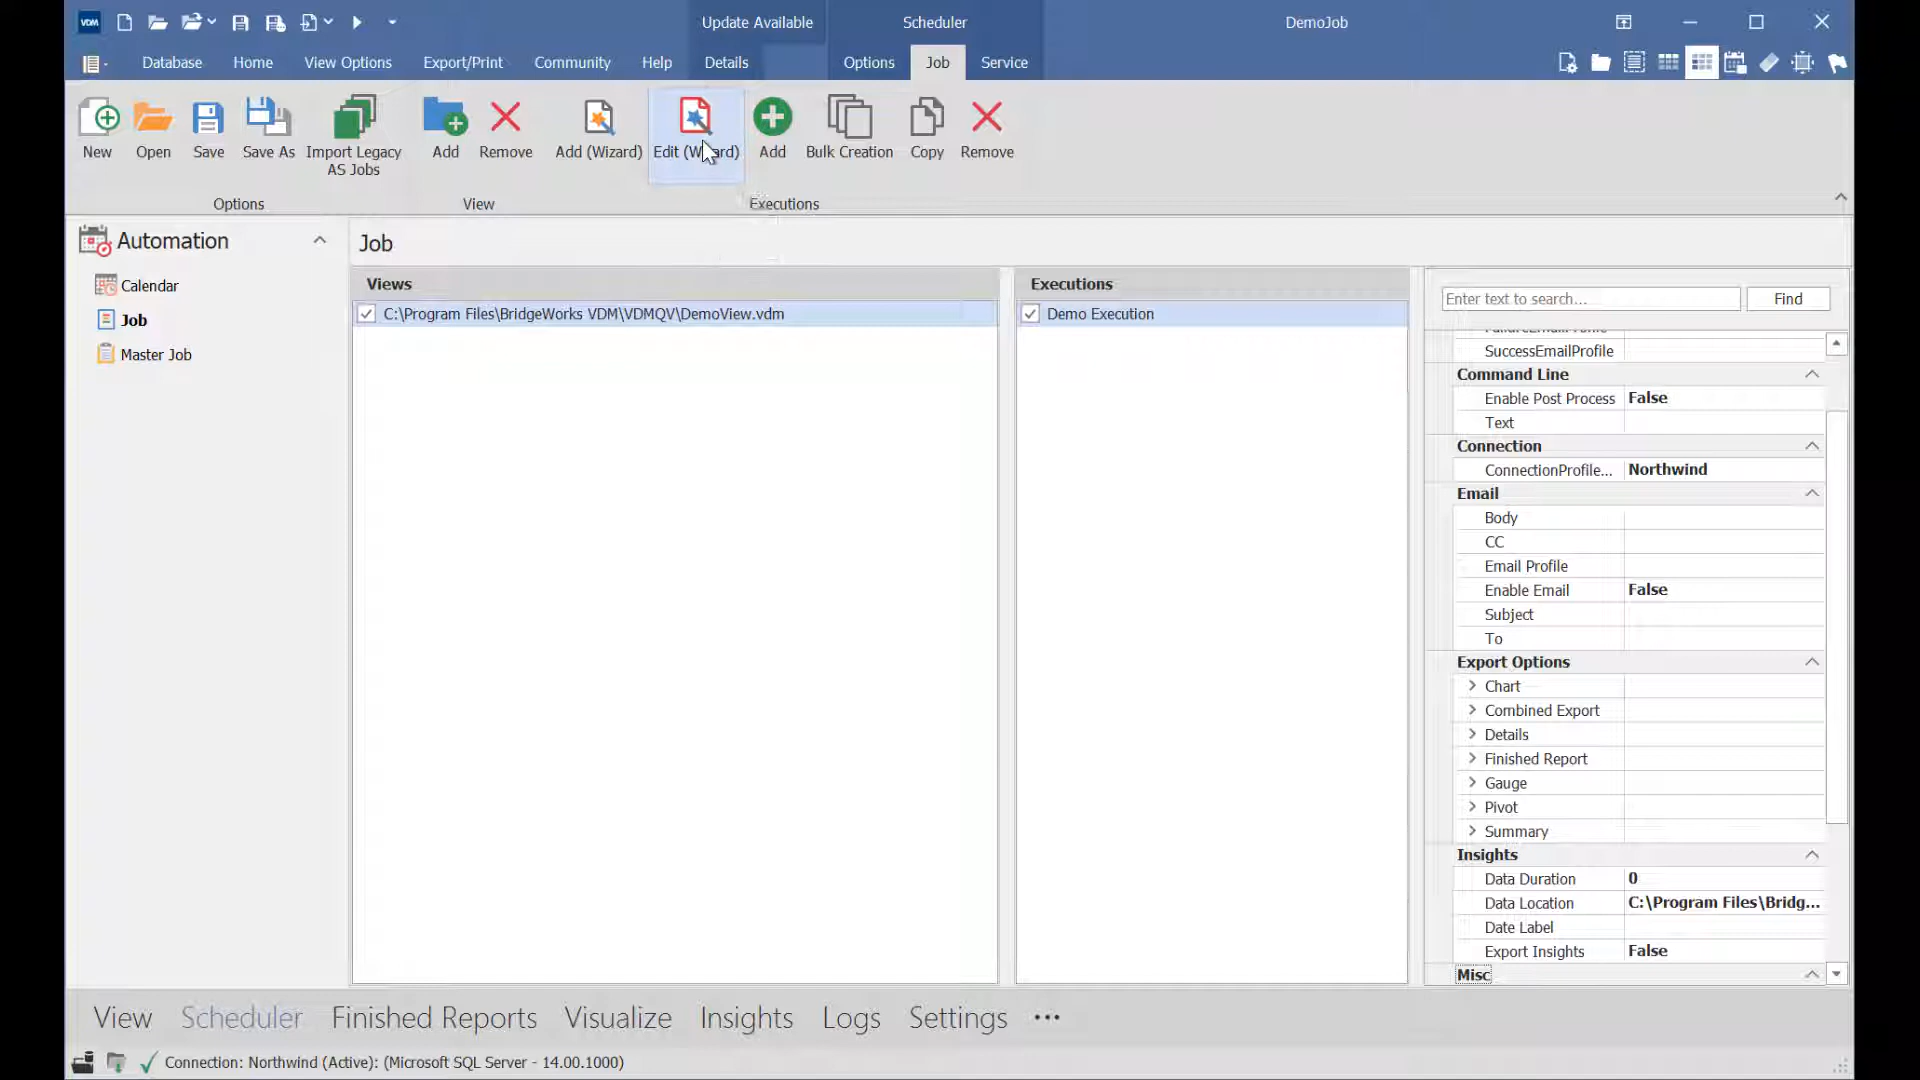 VDM
Update Available
Scheduler
DemoJob
Database
Home
View Options
Export/Print
Community
Help
Details
Options
Job
Service
New
Open
Save
Save As
Import Legacy
AS Jobs
Add
Remove
Add (Wizard)
Edit (Wizard)
Add
Bulk Creation
Copy
Remove
Options
View
Executions
Automation
Calendar
Job
Master Job
Job
Views
C:\Program Files\BridgeWorks VDM\VDMQV\DemoView.vdm
Executions
Demo Execution
Enter text to search...
Find
SuccessEmailProfile
Command Line
Enable Post Process False
Text
Connection
ConnectionProfile... Northwind
Email
Body
CC
Email Profile
Enable Email False
Subject
To
Export Options
Chart
Combined Export
Details
Finished Report
Gauge
Pivot
Summary
Insights
Data Duration 0
Data Location C:\Program Files\Bridg...
Date Label
Export Insights False
Misc
View Scheduler Finished Reports Visualize Insights Logs Settings ...
Connection: Northwind (Active): (Microsoft SQL Server - 14.00.1000)